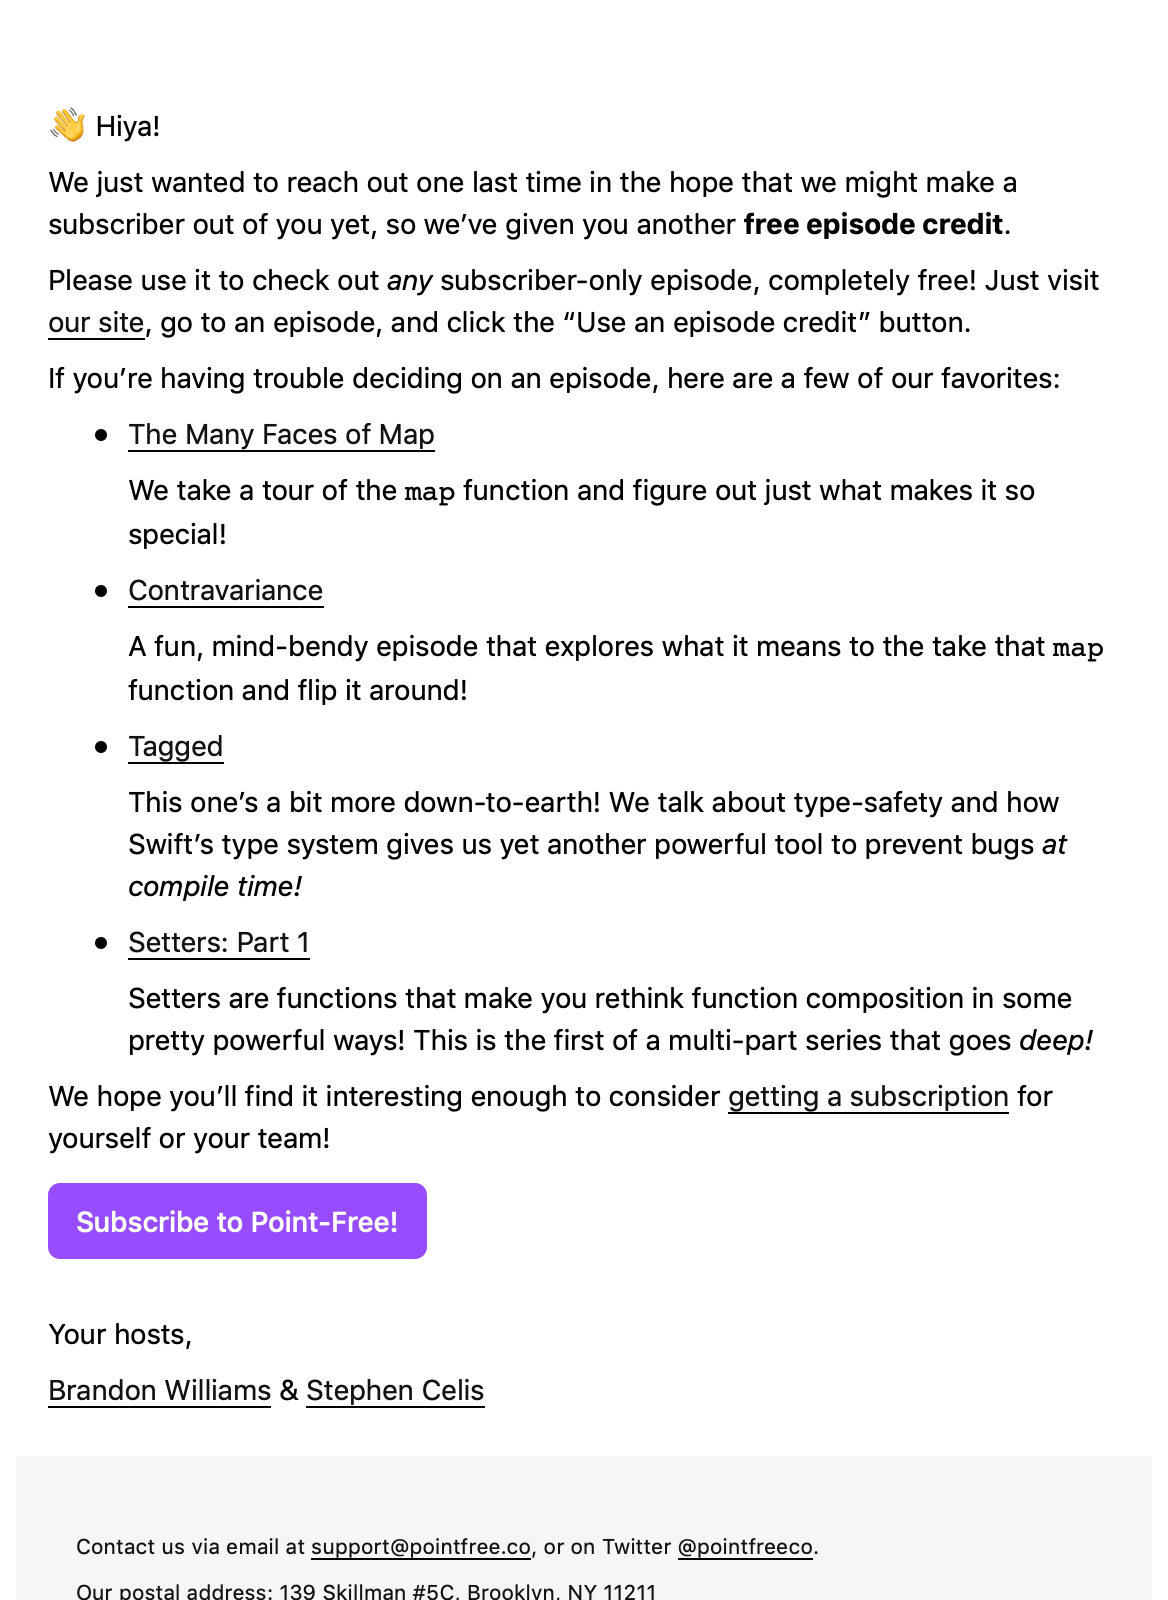 👋 Hiya!
We just wanted to reach out one last time in the hope that we might make a
subscriber out of you yet, so we’ve given you another free episode credit.
Please use it to check out any subscriber-only episode, completely free! Just visit
our site, go to an episode, and click the “Use an episode credit” button.
If you’re having trouble deciding on an episode, here are a few of our favorites:
• The Many Faces of Map
We take a tour of the map function and figure out just what makes it so
special!
• Contravariance
A fun, mind-bendy episode that explores what it means to the take that map
function and flip it around!
• Tagged
This one’s a bit more down-to-earth! We talk about type-safety and how
Swift’s type system gives us yet another powerful tool to prevent bugs at
compile time!
• Setters: Part 1
Setters are functions that make you rethink function composition in some
pretty powerful ways! This is the first of a multi-part series that goes deep!
We hope you’ll find it interesting enough to consider getting a subscription for
yourself or your team!
Subscribe to Point-Free!
Your hosts,
Brandon Williams & Stephen Celis
Contact us via email at support@pointfree.co, or on Twitter @pointfreeco.
Our postal address: 139 Skillman #5C, Brooklyn, NY 11211